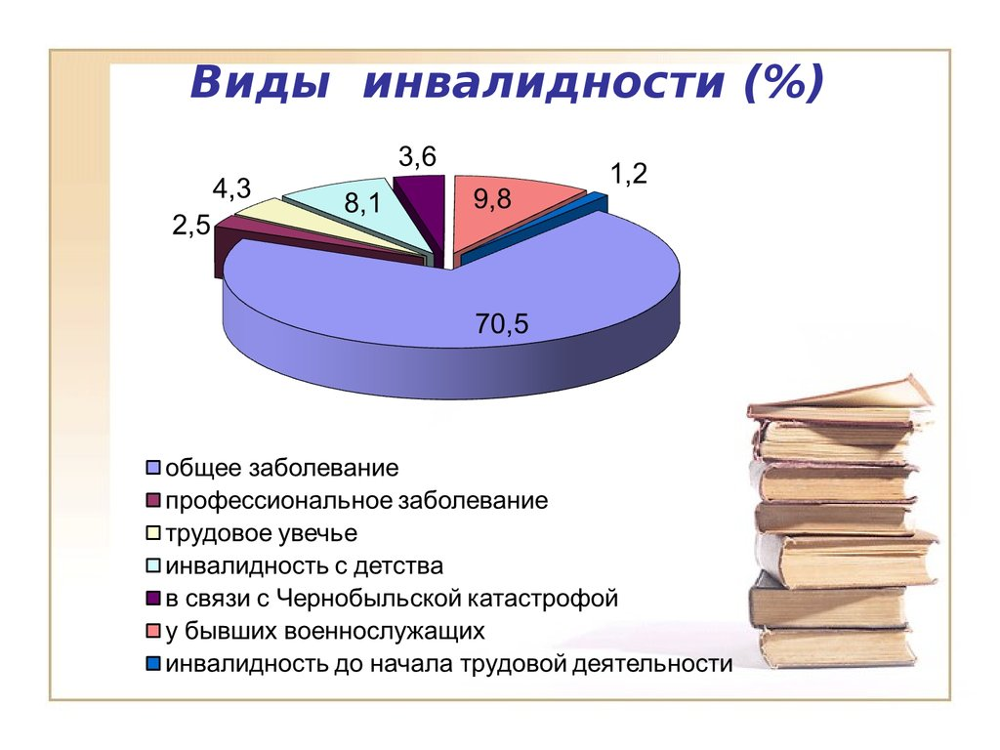 Виды инвалидности (%)
3,6
1,2
4,3
8,1
9,8
2,5
70,5
общее заболевание
профессиональное заболевание
трудовое увечье
инвалидность с детства
в связи с Чернобыльской катастрофой
у бывших военнослужащих
инвалидность до начала трудовой деятельности